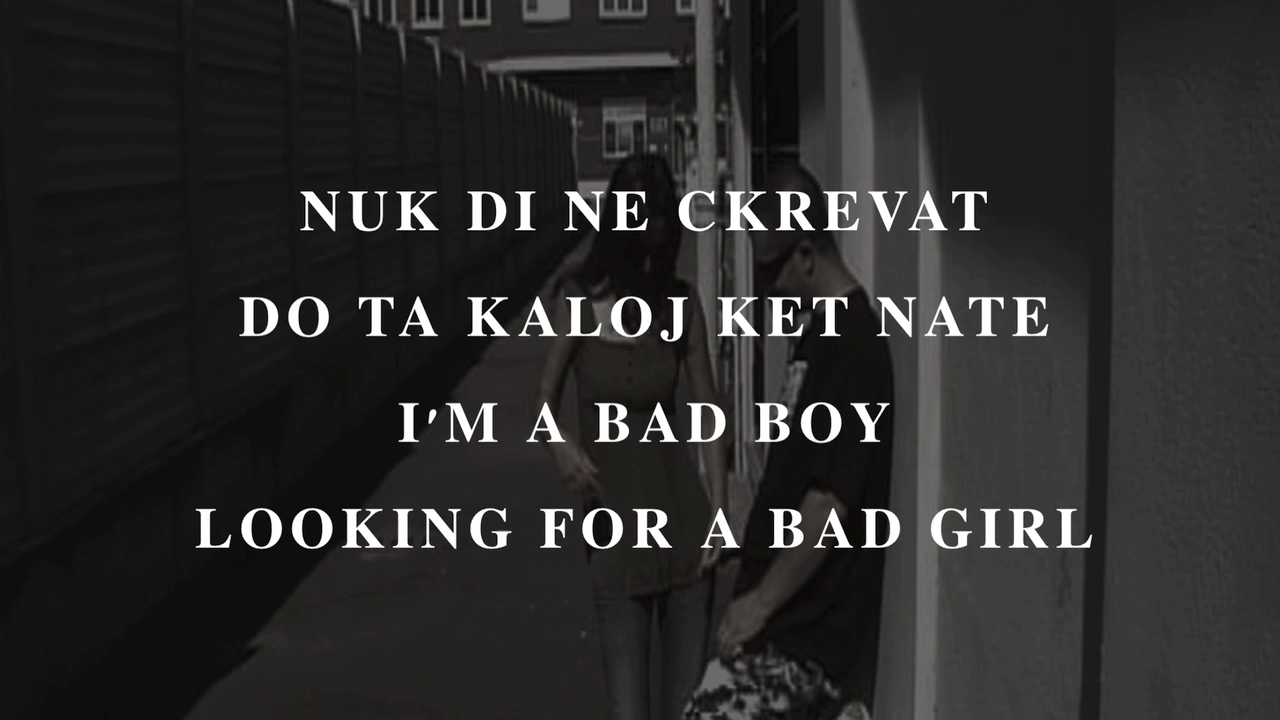 NUK DI NE CKREVAT
DO TA KALOJ KET NATE
I'M A BAD BOY
LOOKING FOR A BAD GIRL